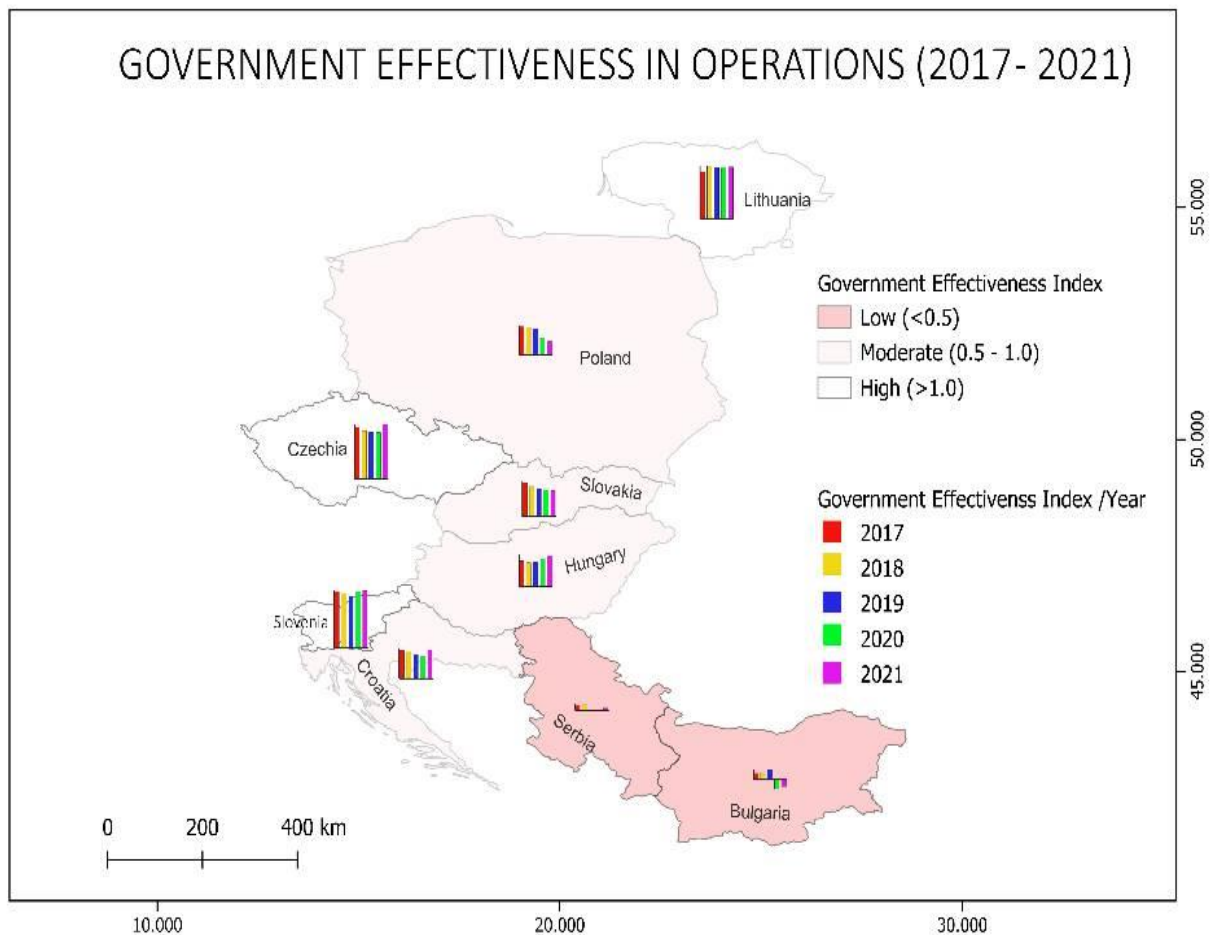 GOVERNMENT EFFECTIVENESS IN OPERATIONS (2017- 2021)
Lithuania
55.000
Government Effectiveness Index
Low (<0.5)
Moderate (0.5 - 1.0)
High (>1.0)
Poland
Czechia
50.000
Slovakia
Government Effectivenss Index /Year
2017
2018
2019
2020
2021
Hungary
Slovenia
Croatia
45.000
Serbia
Bulgaria
0 200 400 km
10.000 20.000 30.000